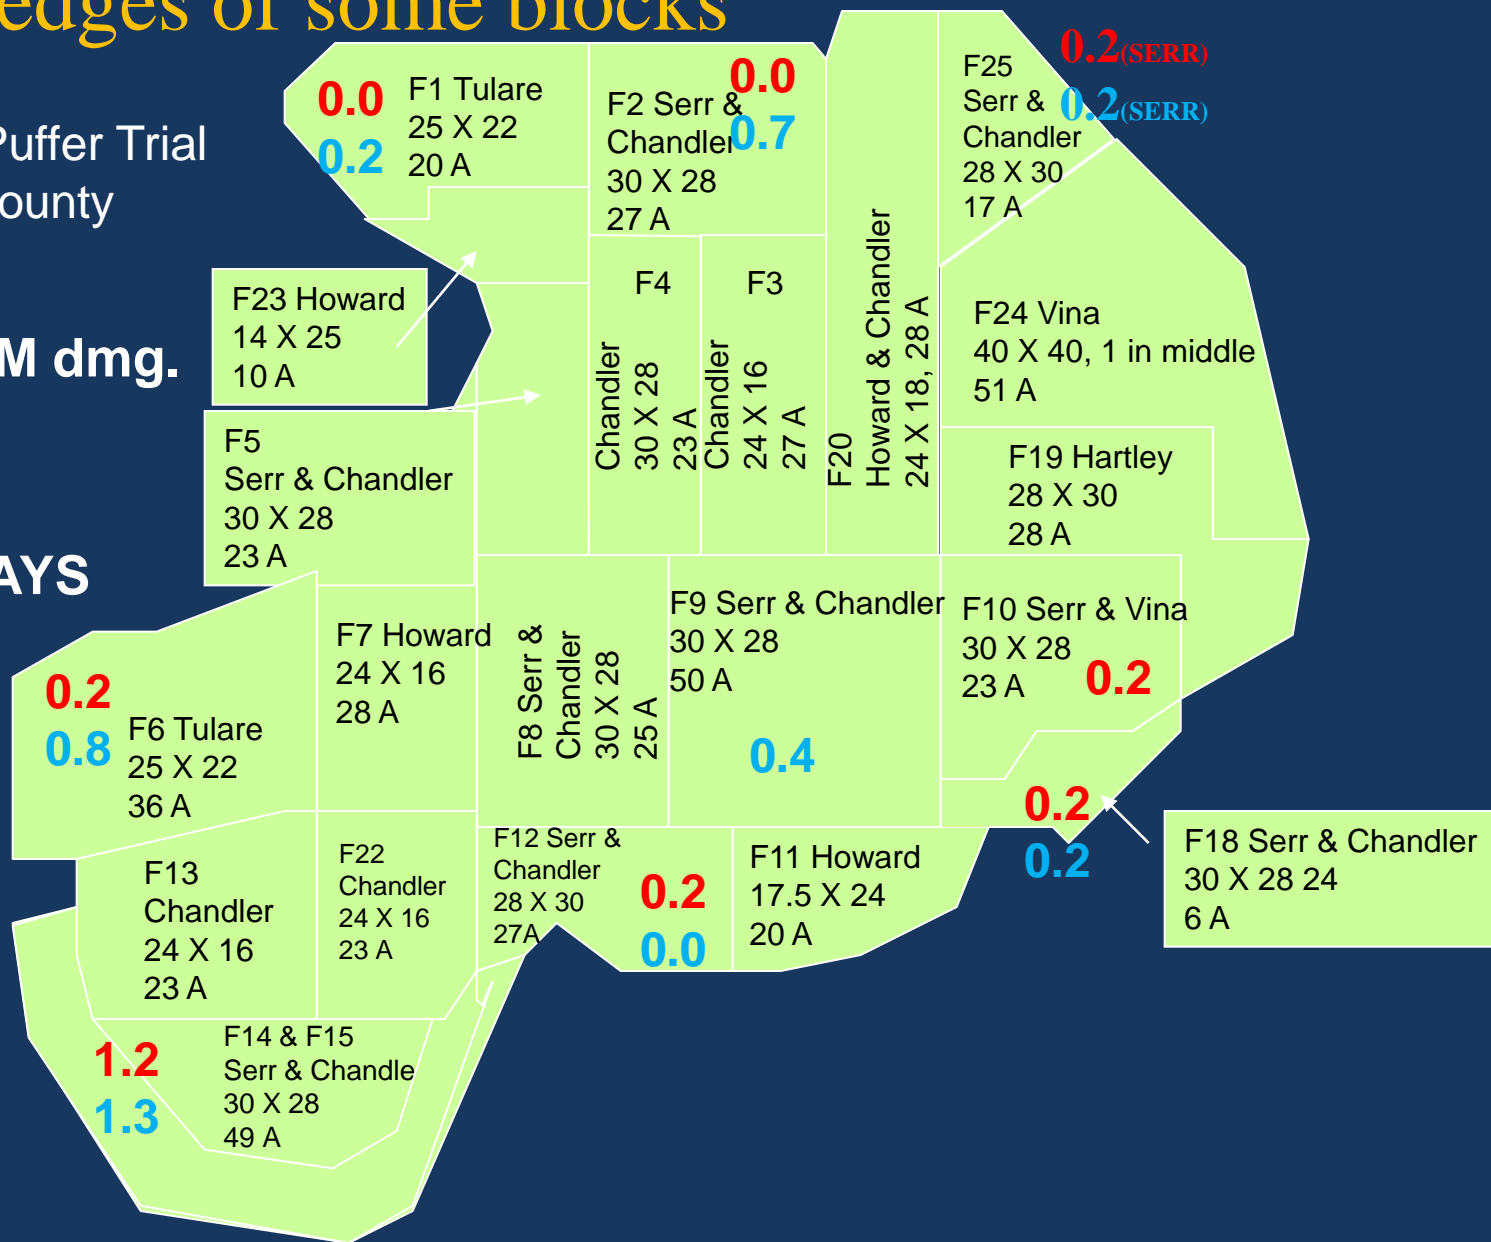 edges of some blocks
Puffer Trial
ounty
M dmg.
AYS
0.0
0.2
F1 Tulare
25 X 22
20 A
0.0
0.7
F2 Serr &
Chandler
30 X 28
27 A
F25
Serr &
Chandler
28 X 30
17 A
0.2(SERR)
0.2(SERR)
F23 Howard
14 X 25
10 A
F4
Chandler
30 X 28
23 A
F3
Chandler
24 X 16
27 A
F20
Howard & Chandler
24 X 18, 28 A
F24 Vina
40 X 40, 1 in middle
51 A
F5
Serr & Chandler
30 X 28
23 A
F19 Hartley
28 X 30
28 A
0.2
0.8
F6 Tulare
25 X 22
36 A
F7 Howard
24 X 16
28 A
F8 Serr &
Chandler
30 X 28
25 A
F9 Serr & Chandler
30 X 28
50 A
0.4
F10 Serr & Vina
30 X 28
23 A
0.2
0.2
0.2
F18 Serr & Chandler
30 X 28 24
6 A
F13
Chandler
24 X 16
23 A
F22
Chandler
24 X 16
23 A
F12 Serr &
Chandler
28 X 30
27A
0.2
0.0
F11 Howard
17.5 X 24
20 A
1.2
1.3
F14 & F15
Serr & Chandle
30 X 28
49 A